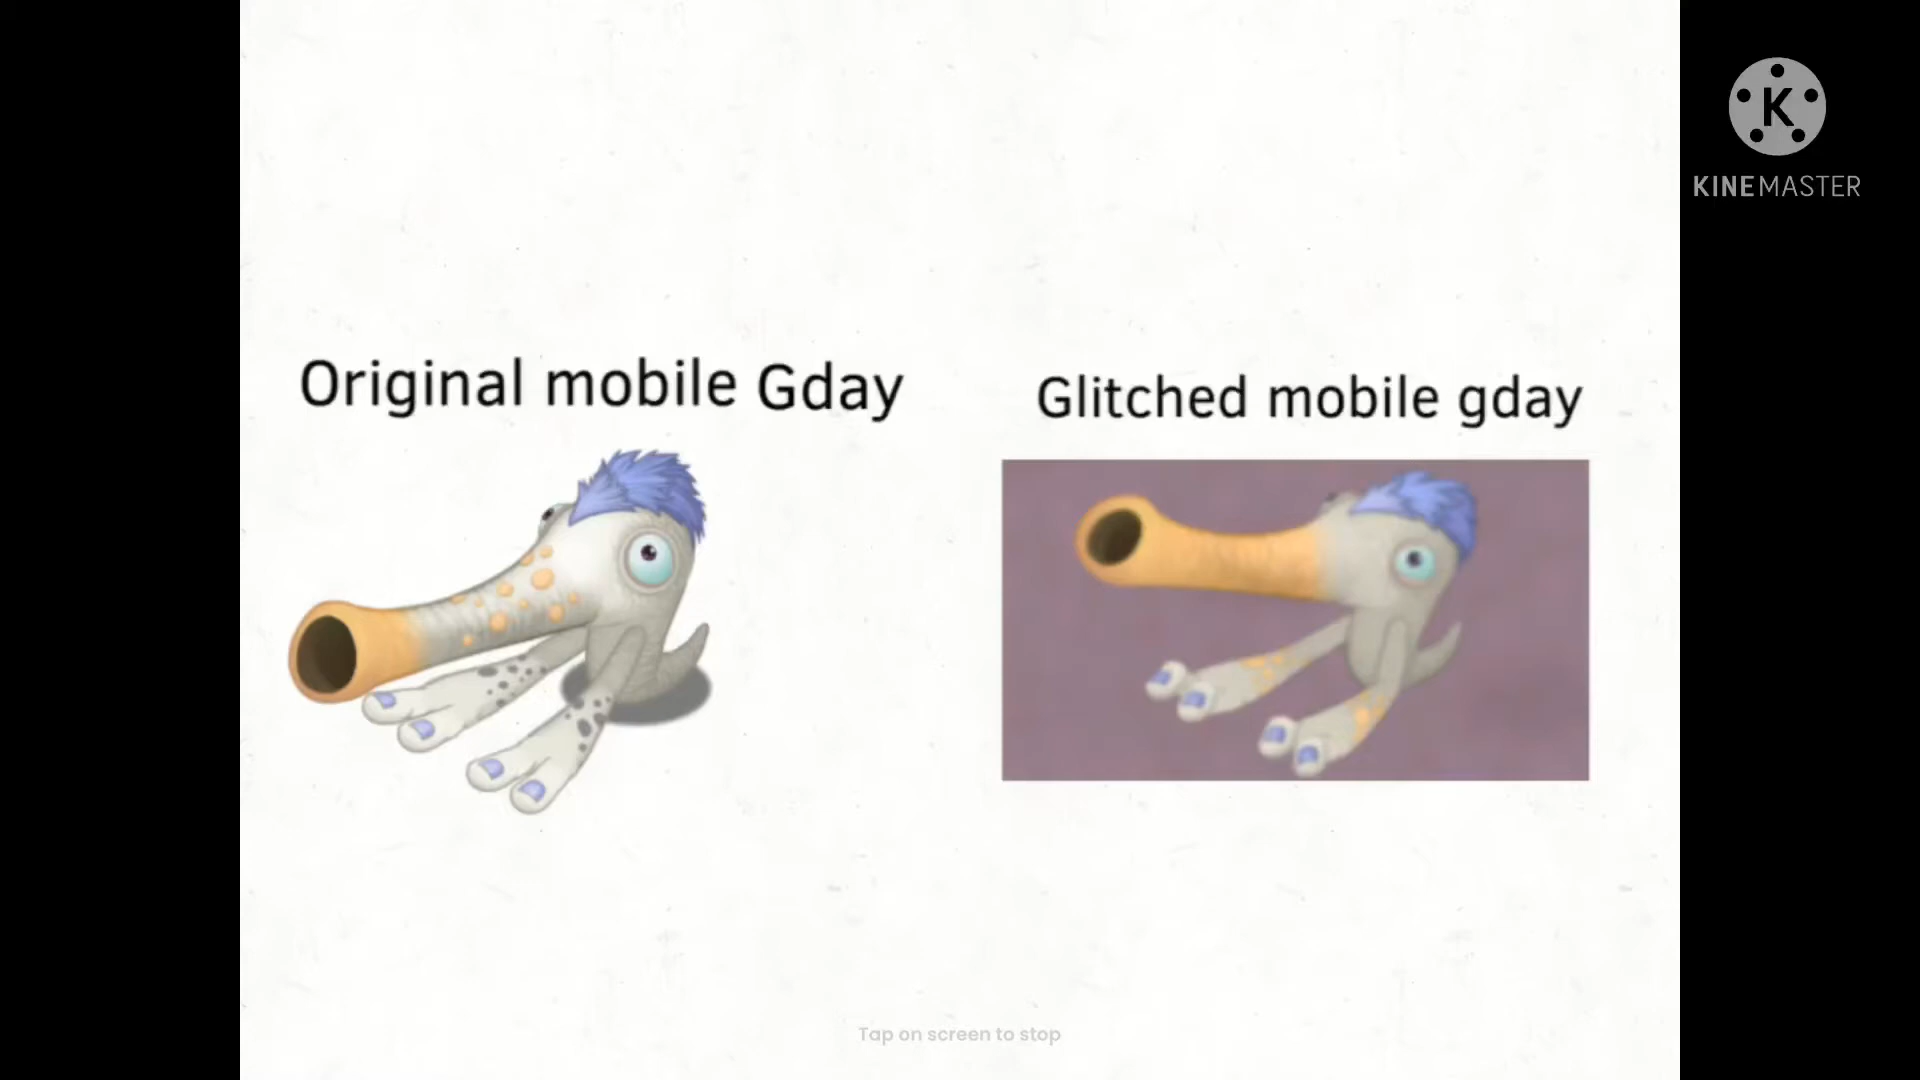 K
KINEMASTER
Original mobile Gday
Glitched mobile gday
Tap on screen to stop